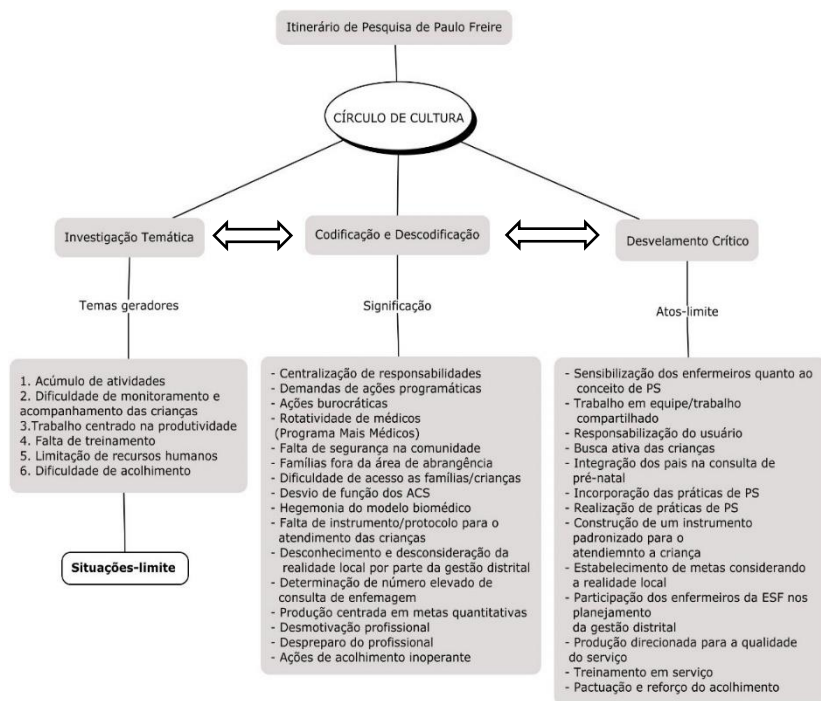 Itinerário de Pesquisa de Paulo Freire
CÍRCULO DE CULTURA
Investigação Temática
Codificação e Descodificação
Desvelamento Crítico
Temas geradores
Significação
Atos-limite
1. Acúmulo de atividades
2. Dificuldade de monitoramento e
acompanhamento das crianças
3.Trabalho centrado na produtividade
4. Falta de treinamento
5. Limitação de recursos humanos
6. Dificuldade de acolhimento
Situações-limite
- Centralização de responsabilidades
- Demandas de ações programáticas
- Ações burocráticas
- Rotatividade de médicos
(Programa Mais Médicos)
- Falta de segurança na comunidade
- Famílias fora da área de abrangência
- Dificuldade de acesso as famílias/crianças
- Desvio de função dos ACS
- Hegemonia do modelo biomédico
- Falta de instrumento/protocolo para o
atendimento das crianças
- Desconhecimento e desconsideração da
realidade local por parte da gestão distrital
- Determinação de número elevado de
consulta de enfemagem
- Produção centrada em metas quantitativas
- Desmotivação profissional
- Despreparo do profissional
- Ações de acolhimento inoperante
- Sensibilização dos enfermeiros quanto ao
conceito de PS
- Trabalho em equipe/trabalho
compartilhado
- Responsabilização do usuário
- Busca ativa das crianças
- Integração dos pais na consulta de
pré-natal
- Incorporação das práticas de PS
- Realização de práticas de PS
- Construção de um instrumento
padronizado para o
atendiemnto a criança
- Estabelecimento de metas considerando
a realidade local
- Participação dos enfermeiros da ESF nos
planejamento
da gestão distrital
- Produção direcionada para a qualidade
do serviço
- Treinamento em serviço
- Pactuação e reforço do acolhimento